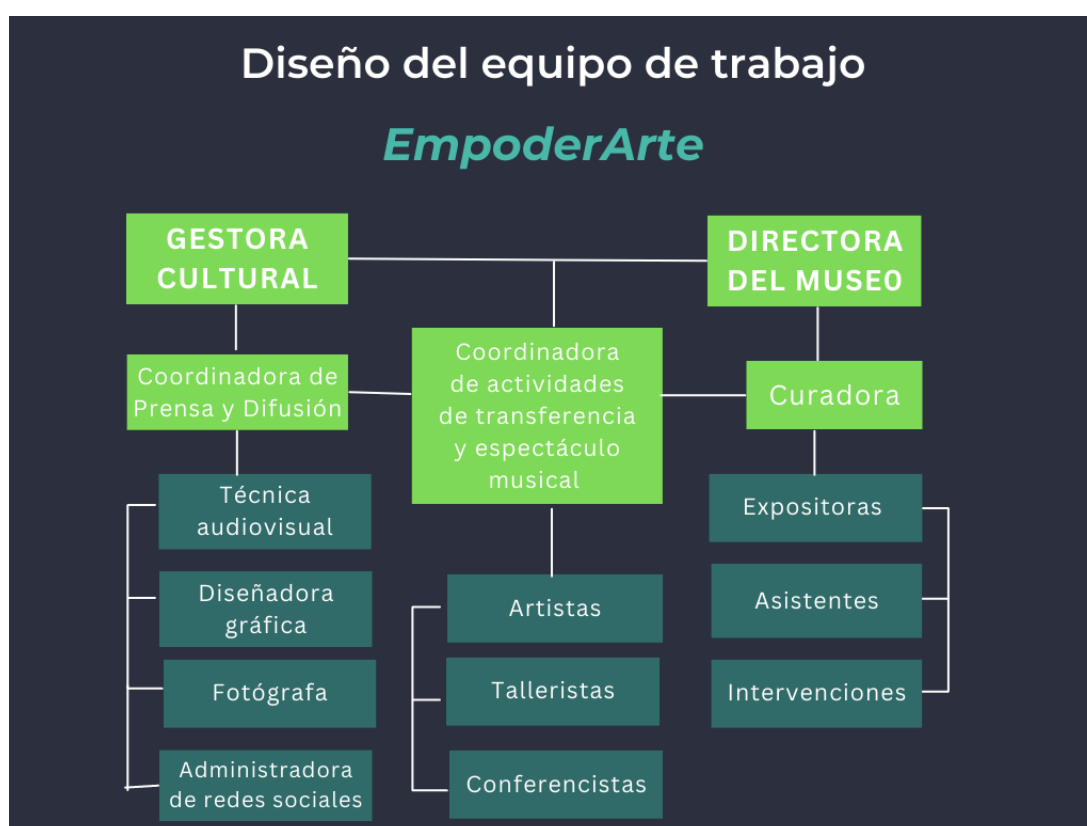 Diseño del equipo de trabajo
EmpoderArte
GESTORA
CULTURAL
DIRECTORA
DEL MUSEO
Coordinadora de
Prensa y Difusión
Coordinadora
de actividades
de transferencia
y espectáculo
musical
Curadora
Técnica
audiovisual
Diseñadora
gráfica
Fotógrafa
Administradora
de redes sociales
Artistas
Talleristas
Conferencistas
Expositoras
Asistentes
Intervenciones